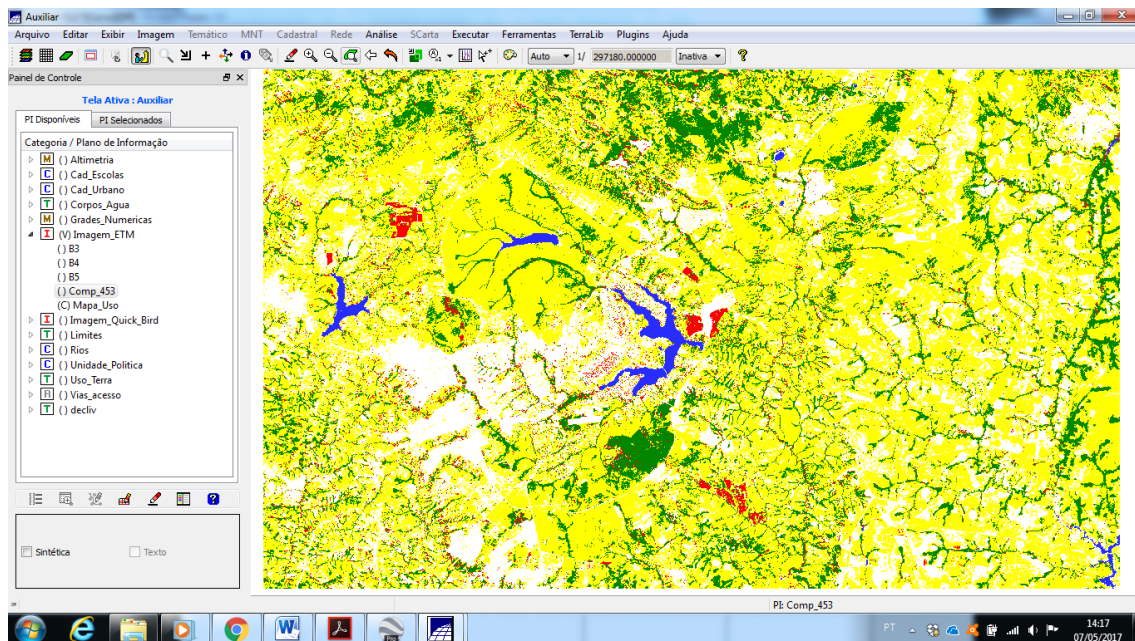 Auxiliar
Arquivo Editar Exibir Imagem Temático MNT Cadastral Rede Análise SCarta Executar Ferramentas TerraLib Plugins Ajuda
Auto 1/ 297180.000000 Inativa
Painel de Controle
Tela Ativa : Auxiliar
PI Disponíveis PI Selecionados
Categoria / Plano de Informação
M ( ) Altimetria
C ( ) Cad_Escolas
C ( ) Cad_Urbano
T ( ) Corpos_Agua
M ( ) Grades_Numericas
I (V) Imagem_ETM
( ) B3
( ) B4
( ) B5
( ) Comp_453
(C) Mapa_Uso
I ( ) Imagem_Quick_Bird
T ( ) Limites
C ( ) Rios
C ( ) Unidade_Politica
T ( ) Uso_Terra
R ( ) Vias_acesso
T ( ) decliv
Sintética Texto
PI: Comp_453
PT 14:17
07/05/2017